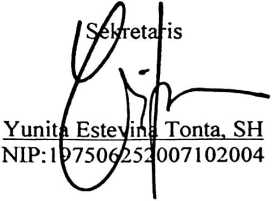 Sekretaris
Yunita Estevina Tonta, SH
NIP:197506252007102004